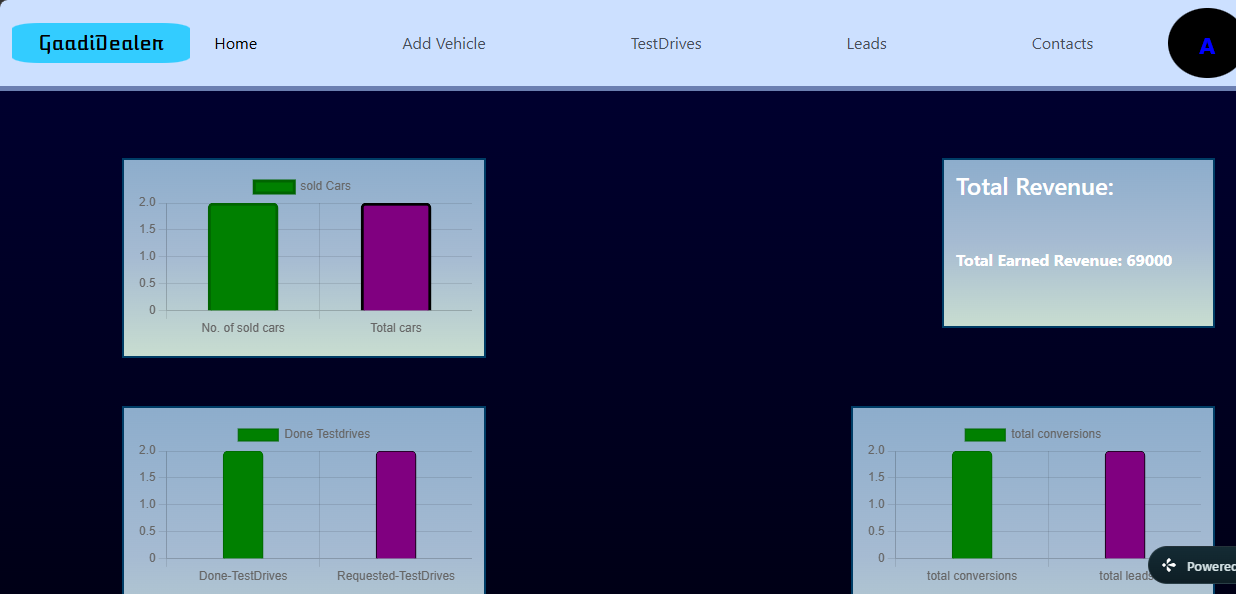 GaadiDealer Home Add Vehicle TestDrives Leads Contacts A
sold Cars
2.0
1.5
1.0
0.5
0
No. of sold cars Total cars
Total Revenue:
Total Earned Revenue: 69000
Done Testdrives
2.0
1.5
1.0
0.5
0
Done-TestDrives Requested-TestDrives
total conversions
2.0
1.5
1.0
0.5
0
total conversions total leads
Powered